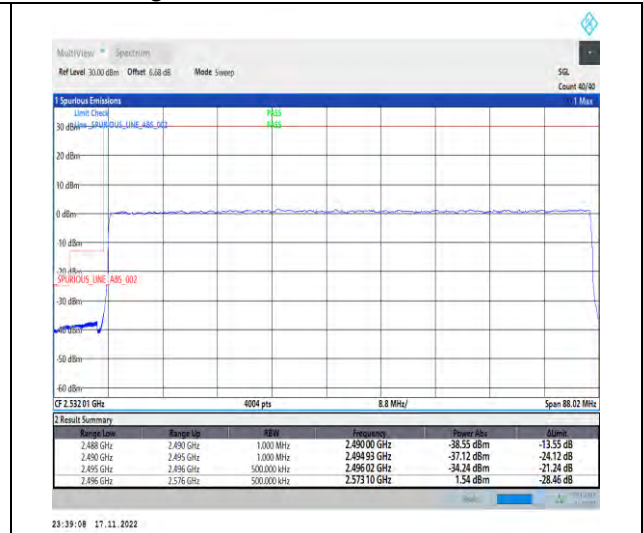 MultiView Spectrum
Ref Level 30.00 dBm Offset 6.68 dB Mode Sweep SGL
Count 40/40
1 Spurious Emissions 1 Max
Limit Check PASS
30 dBm Line _SPURIOUS_LINE_ABS_002 PASS
20 dBm
10 dBm
0 dBm
-10 dBm
-20 dBm
SPURIOUS_LINE_ABS_002
-30 dBm
-40 dBm
-50 dBm
-60 dBm
CF 2.532 01 GHz 4004 pts 8.8 MHz/ Span 88.02 MHz
2 Result Summary
Range Low Range Up RBW Frequency Power Abs ΔLimit
2.488 GHz 2.490 GHz 1.000 MHz 2.490 00 GHz -38.55 dBm -13.55 dB
2.490 GHz 2.495 GHz 1.000 MHz 2.494 93 GHz -37.12 dBm -24.12 dB
2.495 GHz 2.496 GHz 500.000 kHz 2.496 02 GHz -34.24 dBm -21.24 dB
2.496 GHz 2.576 GHz 500.000 kHz 2.573 10 GHz 1.54 dBm -28.46 dB
23:39:08 17.11.2022